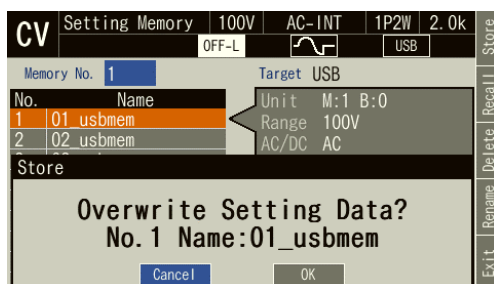 CV Setting Memory 100V AC-INT 1P2W 2.0k
OFF-L USB
Memory No. 1 Target USB
No. Name
1 01_usbmem
2 02_usbmem
Unit M:1 B:0
Range 100V
AC/DC AC
Store
Overwrite Setting Data?
No.1 Name:01_usbmem
Cancel OK
Store
Recall
Delete
Rename
Exit